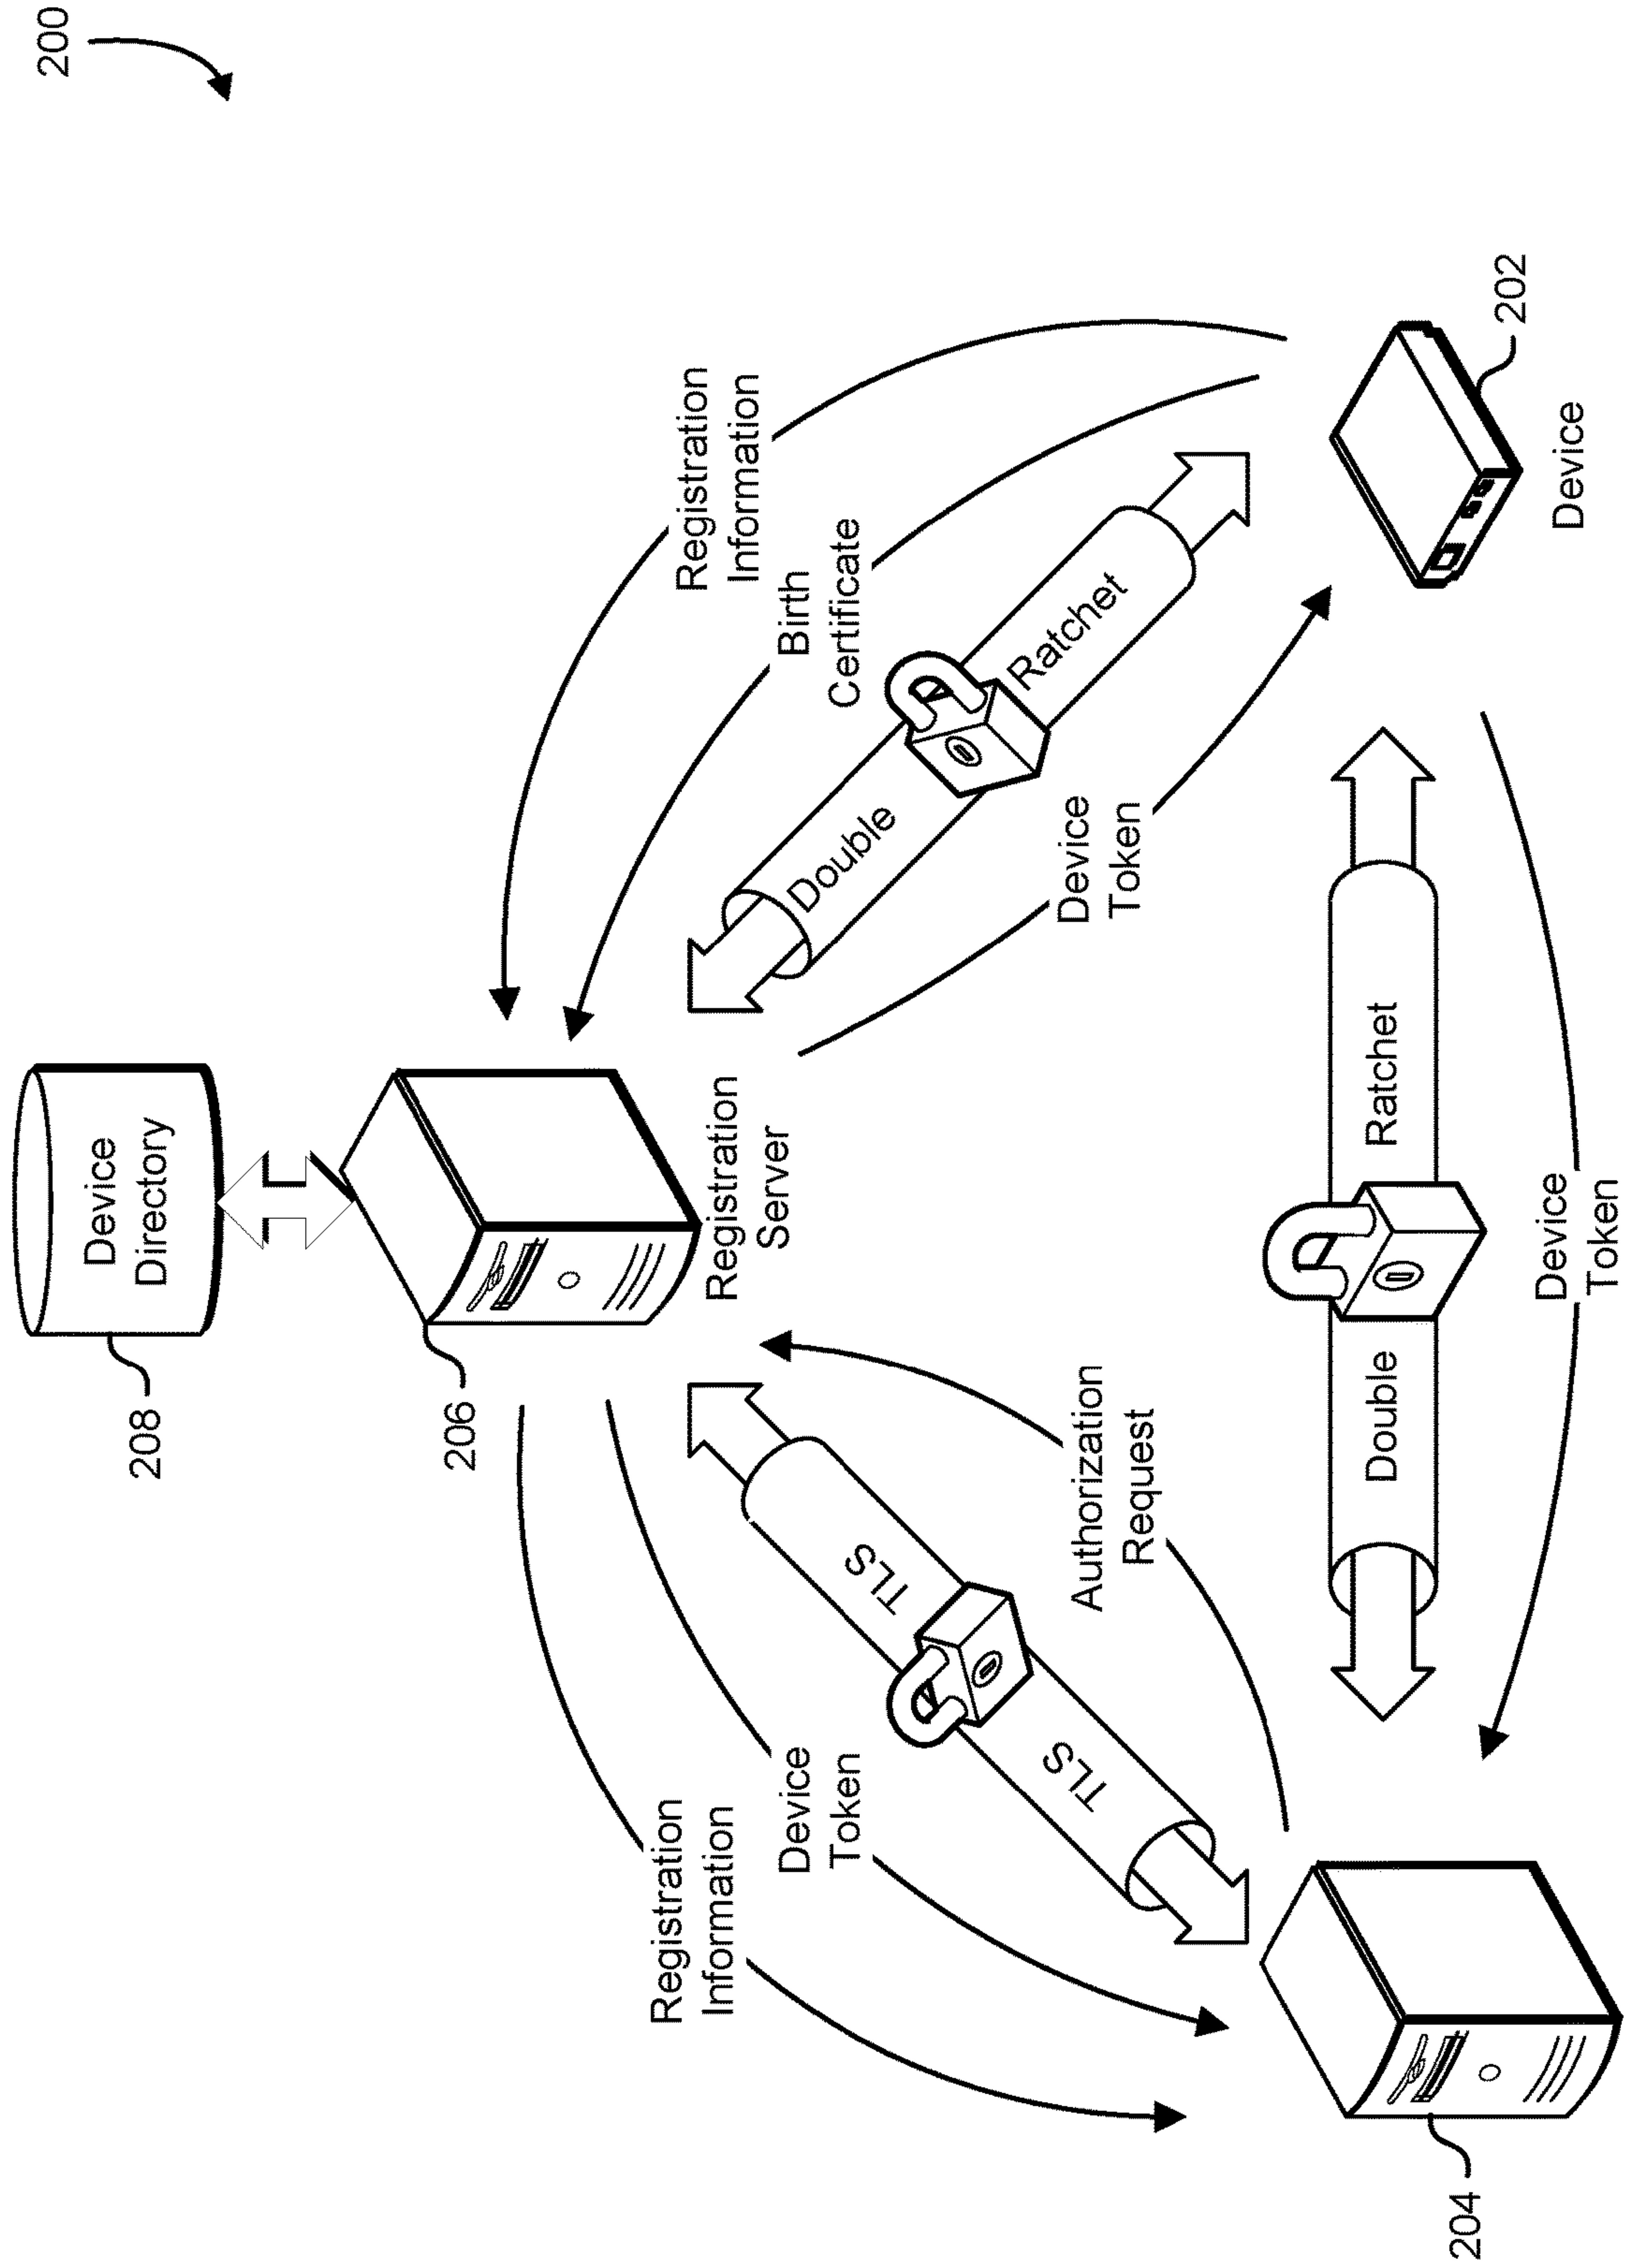 200
Device
Directory
208
206
Registration
Server
Registration
Information
Device
Token
TLS
TLS
Authorization
Request
Registration
Information
Birth
Certificate
Double
Ratchet
Device
Token
204
Double
Ratchet
202
Device
Device
Token